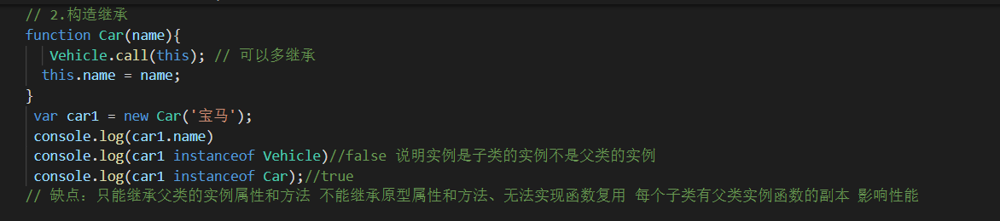 // 2.构造继承
function Car(name){
Vehicle.call(this); // 可以多继承
this.name = name;
}
var car1 = new Car('宝马');
console.log(car1.name)
console.log(car1 instanceof Vehicle)//false 说明实例是子类的实例不是父类的实例
console.log(car1 instanceof Car);//true
// 缺点: 只能继承父类的实例属性和方法 不能继承原型属性和方法、无法实现函数复用 每个子类有父类实例函数的副本 影响性能